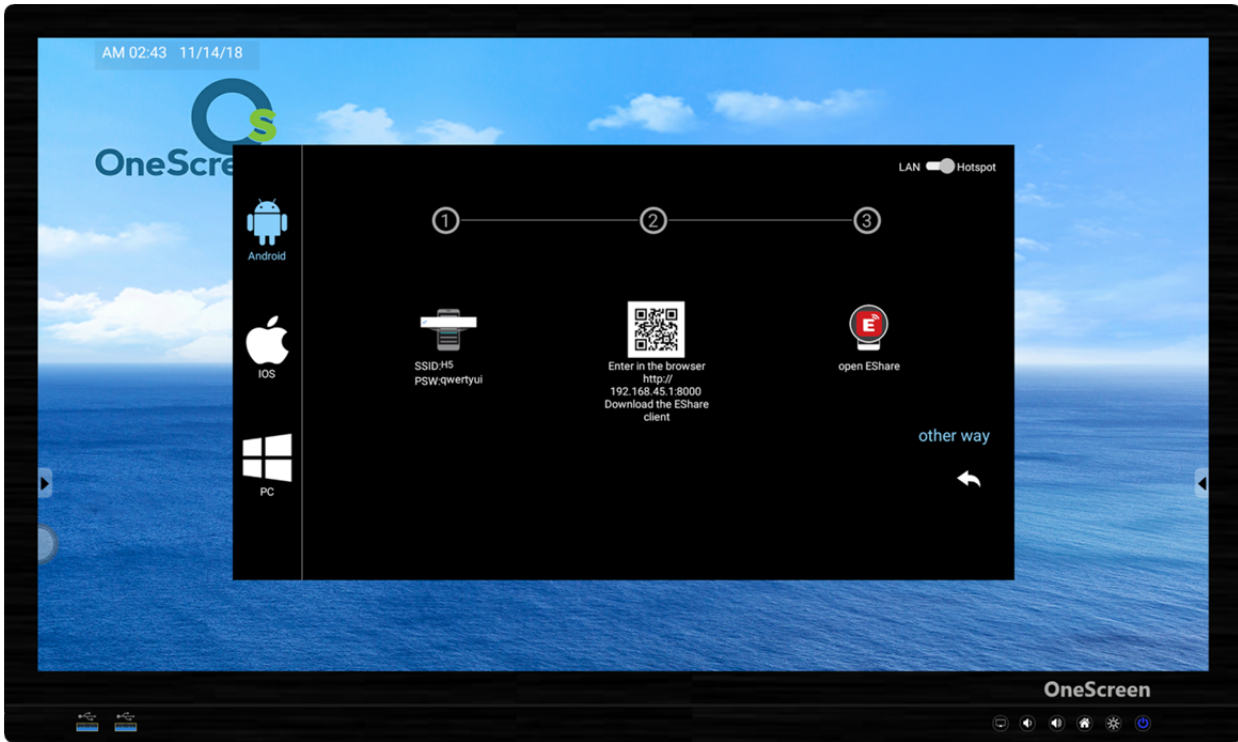 AM 02:43 11/14/18
OneScre
LAN Hotspot
1 2 3
Android
IOS
PC
SSID:H5
PSW:qwertyui
Enter in the browser
http://
192.168.45.1:8000
Download the EShare
client
E
open EShare
other way
OneScreen